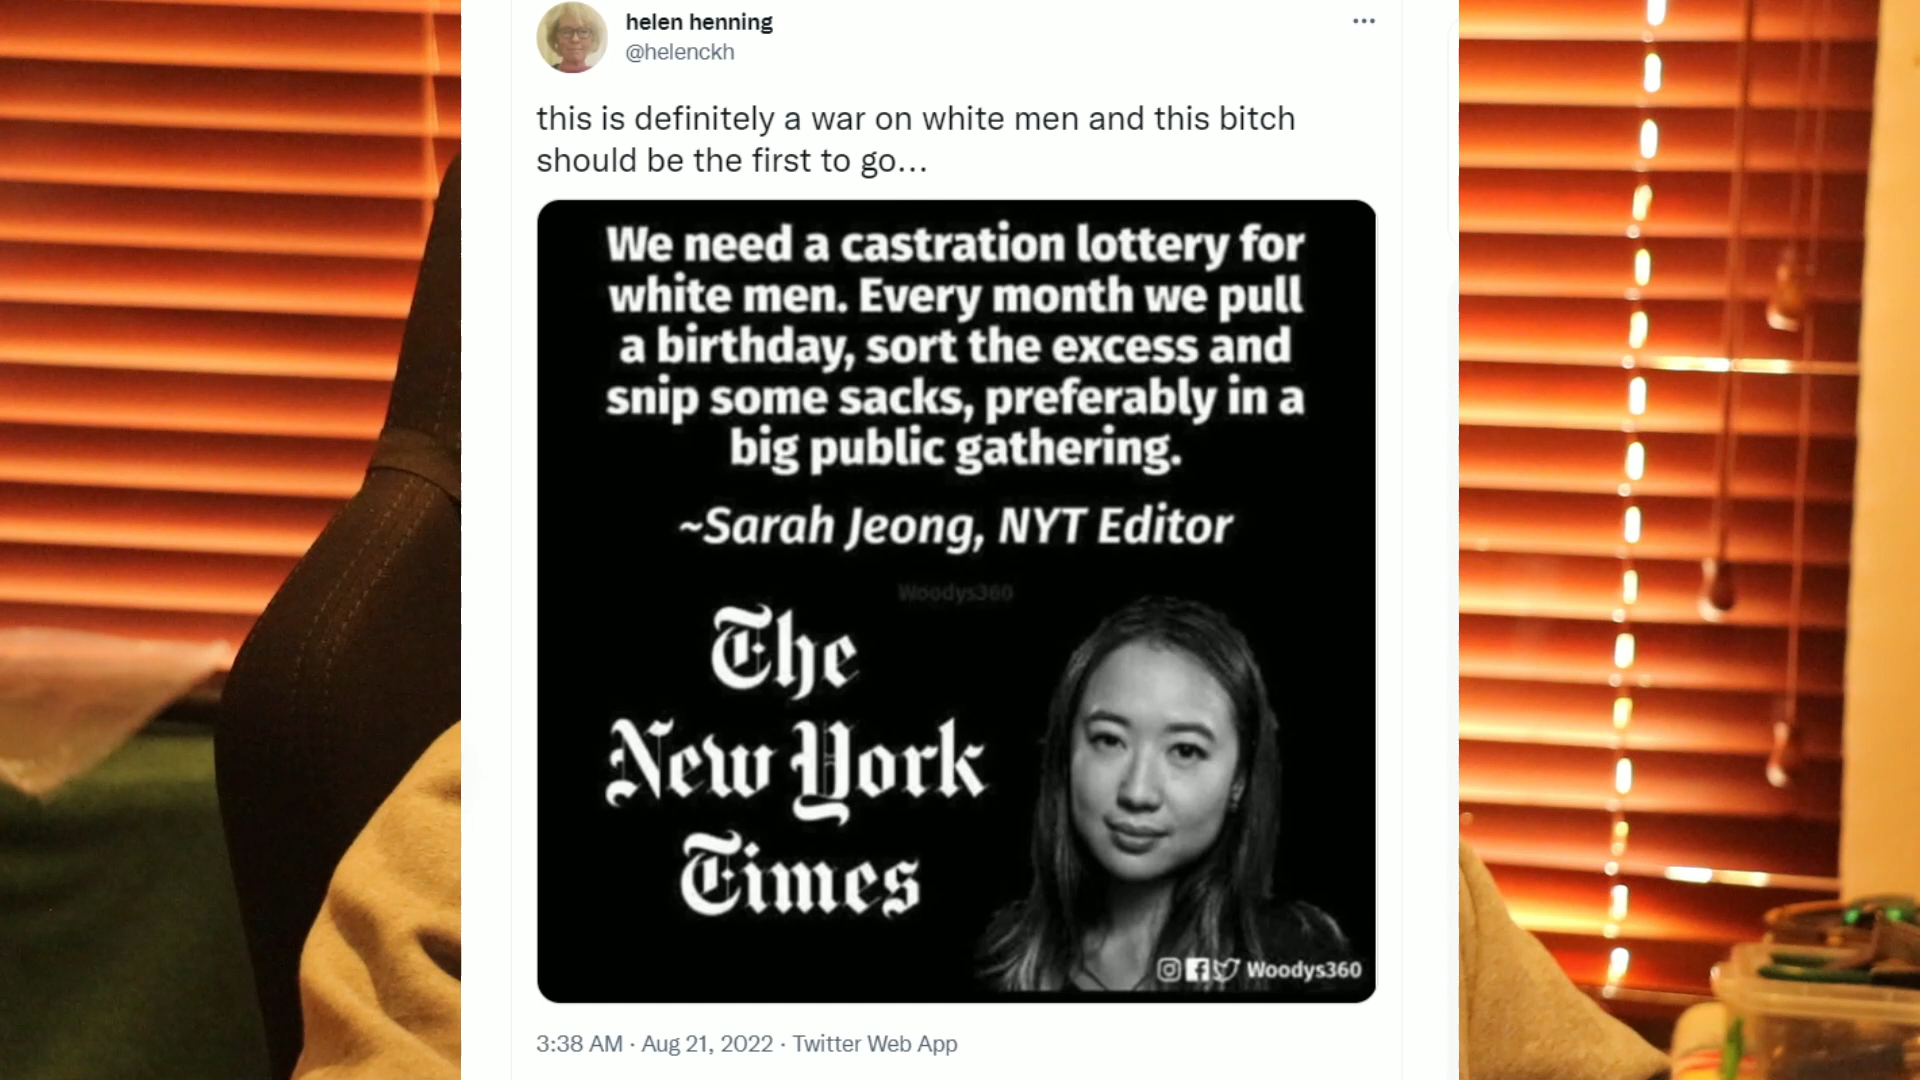 helen henning
@helenckh
this is definitely a war on white men and this bitch
should be the first to go...
We need a castration lottery for
white men. Every month we pull
a birthday, sort the excess and
snip some sacks, preferably in a
big public gathering.
~Sarah Jeong, NYT Editor
Woodys360
The
New York
Times
Woodys360
3:38 AM · Aug 21, 2022 · Twitter Web App